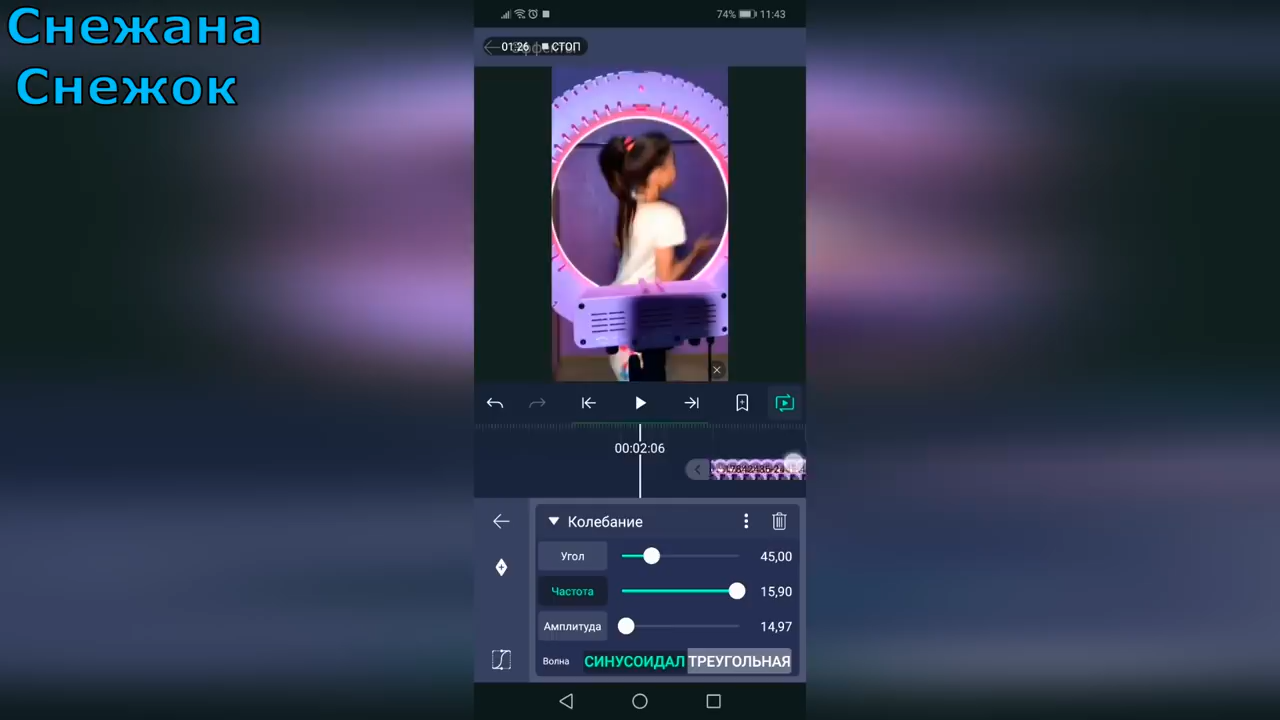 Снежана
Снежок
74% 11:43
01:26 СТОП
00:02:06
Колебание
Угол 45,00
Частота 15,90
Амплитуда 14,97
Волна СИНУСОИДАЛ ТРЕУГОЛЬНАЯ